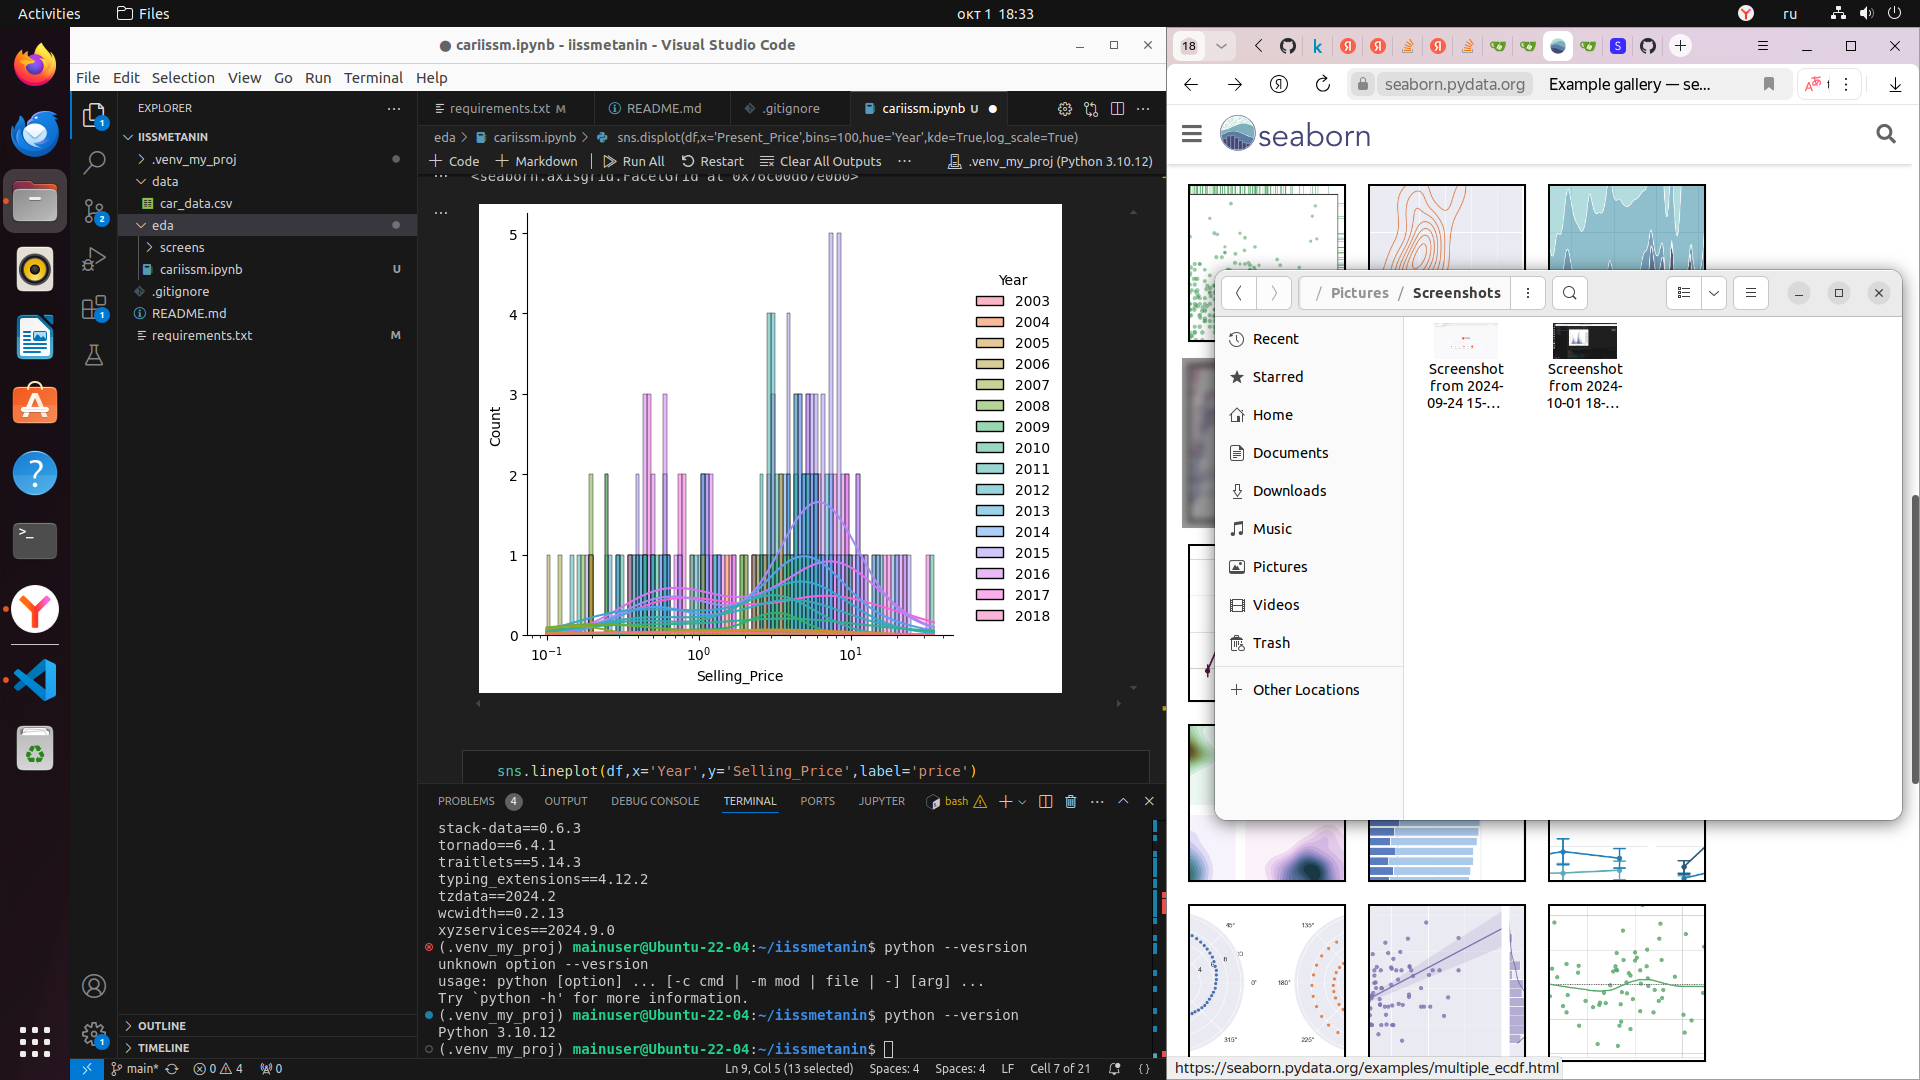 Activities
Files
окт 1 18:33
ru
● cariissm.ipynb - iissmetanin - Visual Studio Code
File Edit Selection View Go Run Terminal Help
EXPLORER
IISSMETANIN
.venv_my_proj
data
car_data.csv
eda
screens
cariissm.ipynb U
.gitignore
README.md
requirements.txt M
OUTLINE
TIMELINE
requirements.txt M
README.md
.gitignore
cariissm.ipynb U
eda > cariissm.ipynb > sns.displot(df,x='Present_Price',bins=100,hue='Year',kde=True,log_scale=True)
+ Code + Markdown Run All Restart Clear All Outputs ... .venv_my_proj (Python 3.10.12)
<seaborn.axisgrid.FacetGrid at 0x76c00d67e0b0>
Year
2003
2004
2005
2006
2007
2008
2009
2010
2011
2012
2013
2014
2015
2016
2017
2018
5
4
3
2
1
0
Count
10⁻¹
10⁰
10¹
Selling_Price
sns.lineplot(df,x='Year',y='Selling_Price',label='price')
PROBLEMS 4 OUTPUT DEBUG CONSOLE TERMINAL PORTS JUPYTER bash
stack-data==0.6.3
tornado==6.4.1
traitlets==5.14.3
typing_extensions==4.12.2
tzdata==2024.2
wcwidth==0.2.13
xyzservices==2024.9.0
(.venv_my_proj) mainuser@Ubuntu-22-04:~/iissmetanin$ python --vesrsion
unknown option --vesrsion
usage: python [option] ... [-c cmd | -m mod | file | -] [arg] ...
Try `python -h' for more information.
(.venv_my_proj) mainuser@Ubuntu-22-04:~/iissmetanin$ python --version
Python 3.10.12
(.venv_my_proj) mainuser@Ubuntu-22-04:~/iissmetanin$
main* 0 4 0
Ln 9, Col 5 (13 selected) Spaces: 4 Spaces: 4 LF Cell 7 of 21
18
seaborn.pydata.org Example gallery — se...
seaborn
/ Pictures / Screenshots
Recent
Starred
Home
Documents
Downloads
Music
Pictures
Videos
Trash
Other Locations
Screenshot
from 2024-
09-24 15-...
Screenshot
from 2024-
10-01 18-...
45°
0°
315°
135°
180°
225°
https://seaborn.pydata.org/examples/multiple_ecdf.html